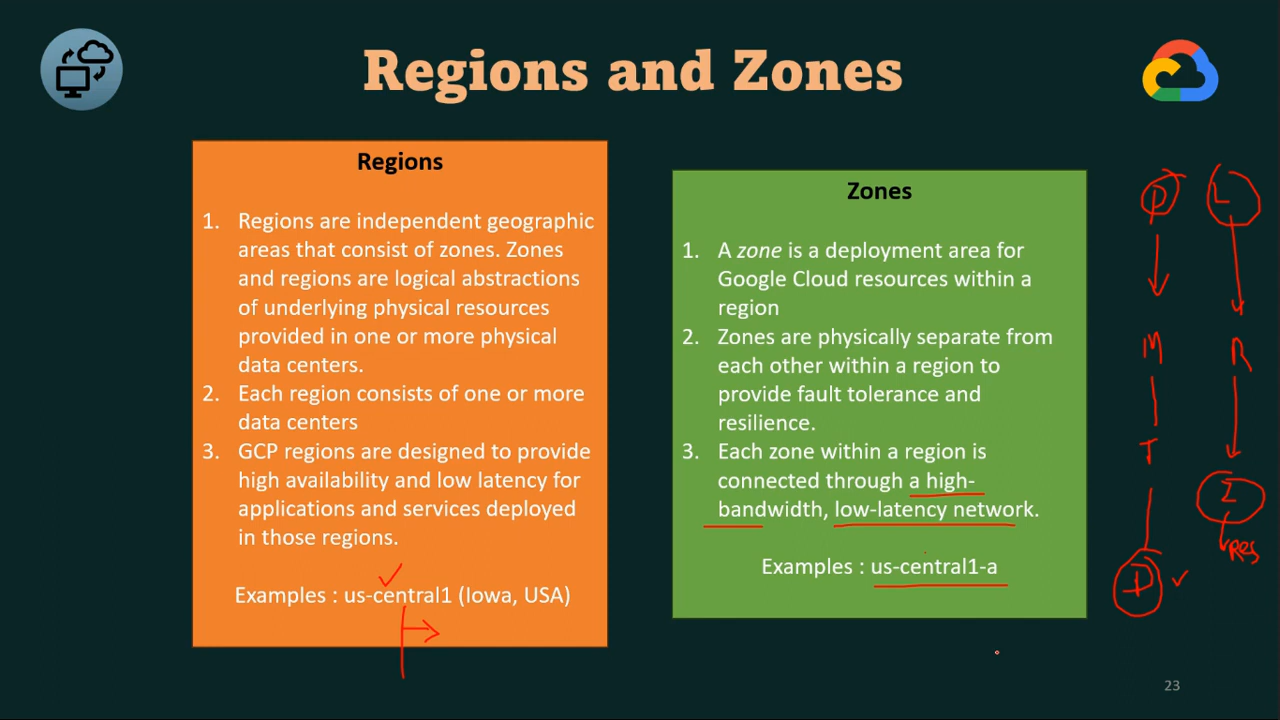 Regions and Zones
Regions
1. Regions are independent geographic
areas that consist of zones. Zones
and regions are logical abstractions
of underlying physical resources
provided in one or more physical
data centers.
2. Each region consists of one or more
data centers
3. GCP regions are designed to provide
high availability and low latency for
applications and services deployed
in those regions.
Examples : us-central1 (Iowa, USA)
Zones
1. A zone is a deployment area for
Google Cloud resources within a
region
2. Zones are physically separate from
each other within a region to
provide fault tolerance and
resilience.
3. Each zone within a region is
connected through a high-
bandwidth, low-latency network.
Examples : us-central1-a
L
M
R
T
Res
23